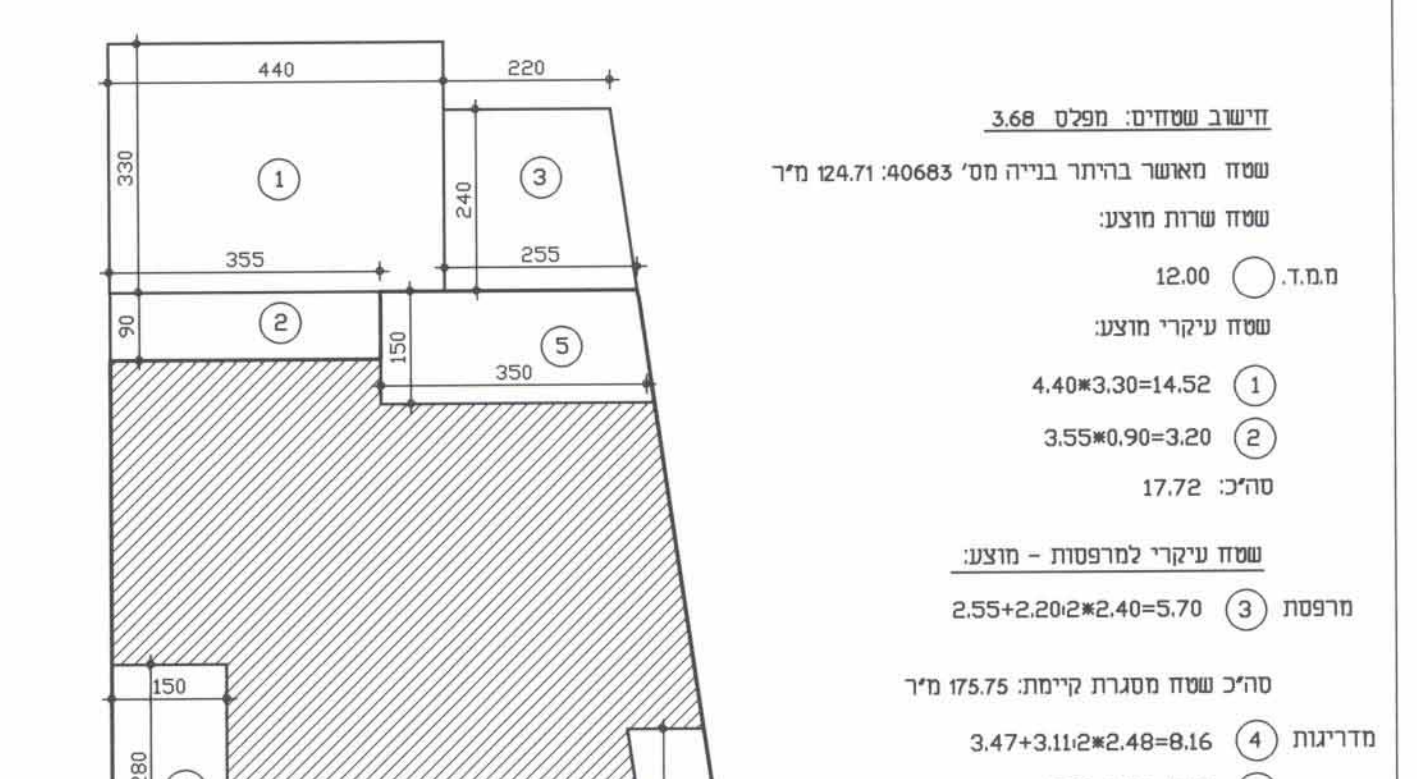 440
220
330
1
3
240
355
255
90
2
150
5
350
150
280
חישוב שטחים: מפלס 3.68
שטח מאושר בהיתר בנייה מס׳ 40683: 124.71 מ״ר
שטח שרות מוצע:
מ.מ.ד. 12.00
שטח עיקרי מוצע:
1 4.40*3.30=14.52
2 3.55*0.90=3.20
סה״כ: 17.72
שטח עיקרי למרפסות - מוצע:
מרפסת 3 2.55+2.20:2*2.40=5.70
סה״כ שטח מסגרת קיימת: 175.75 מ״ר
מדריגות 4 3.47+3.11:2*2.48=8.16